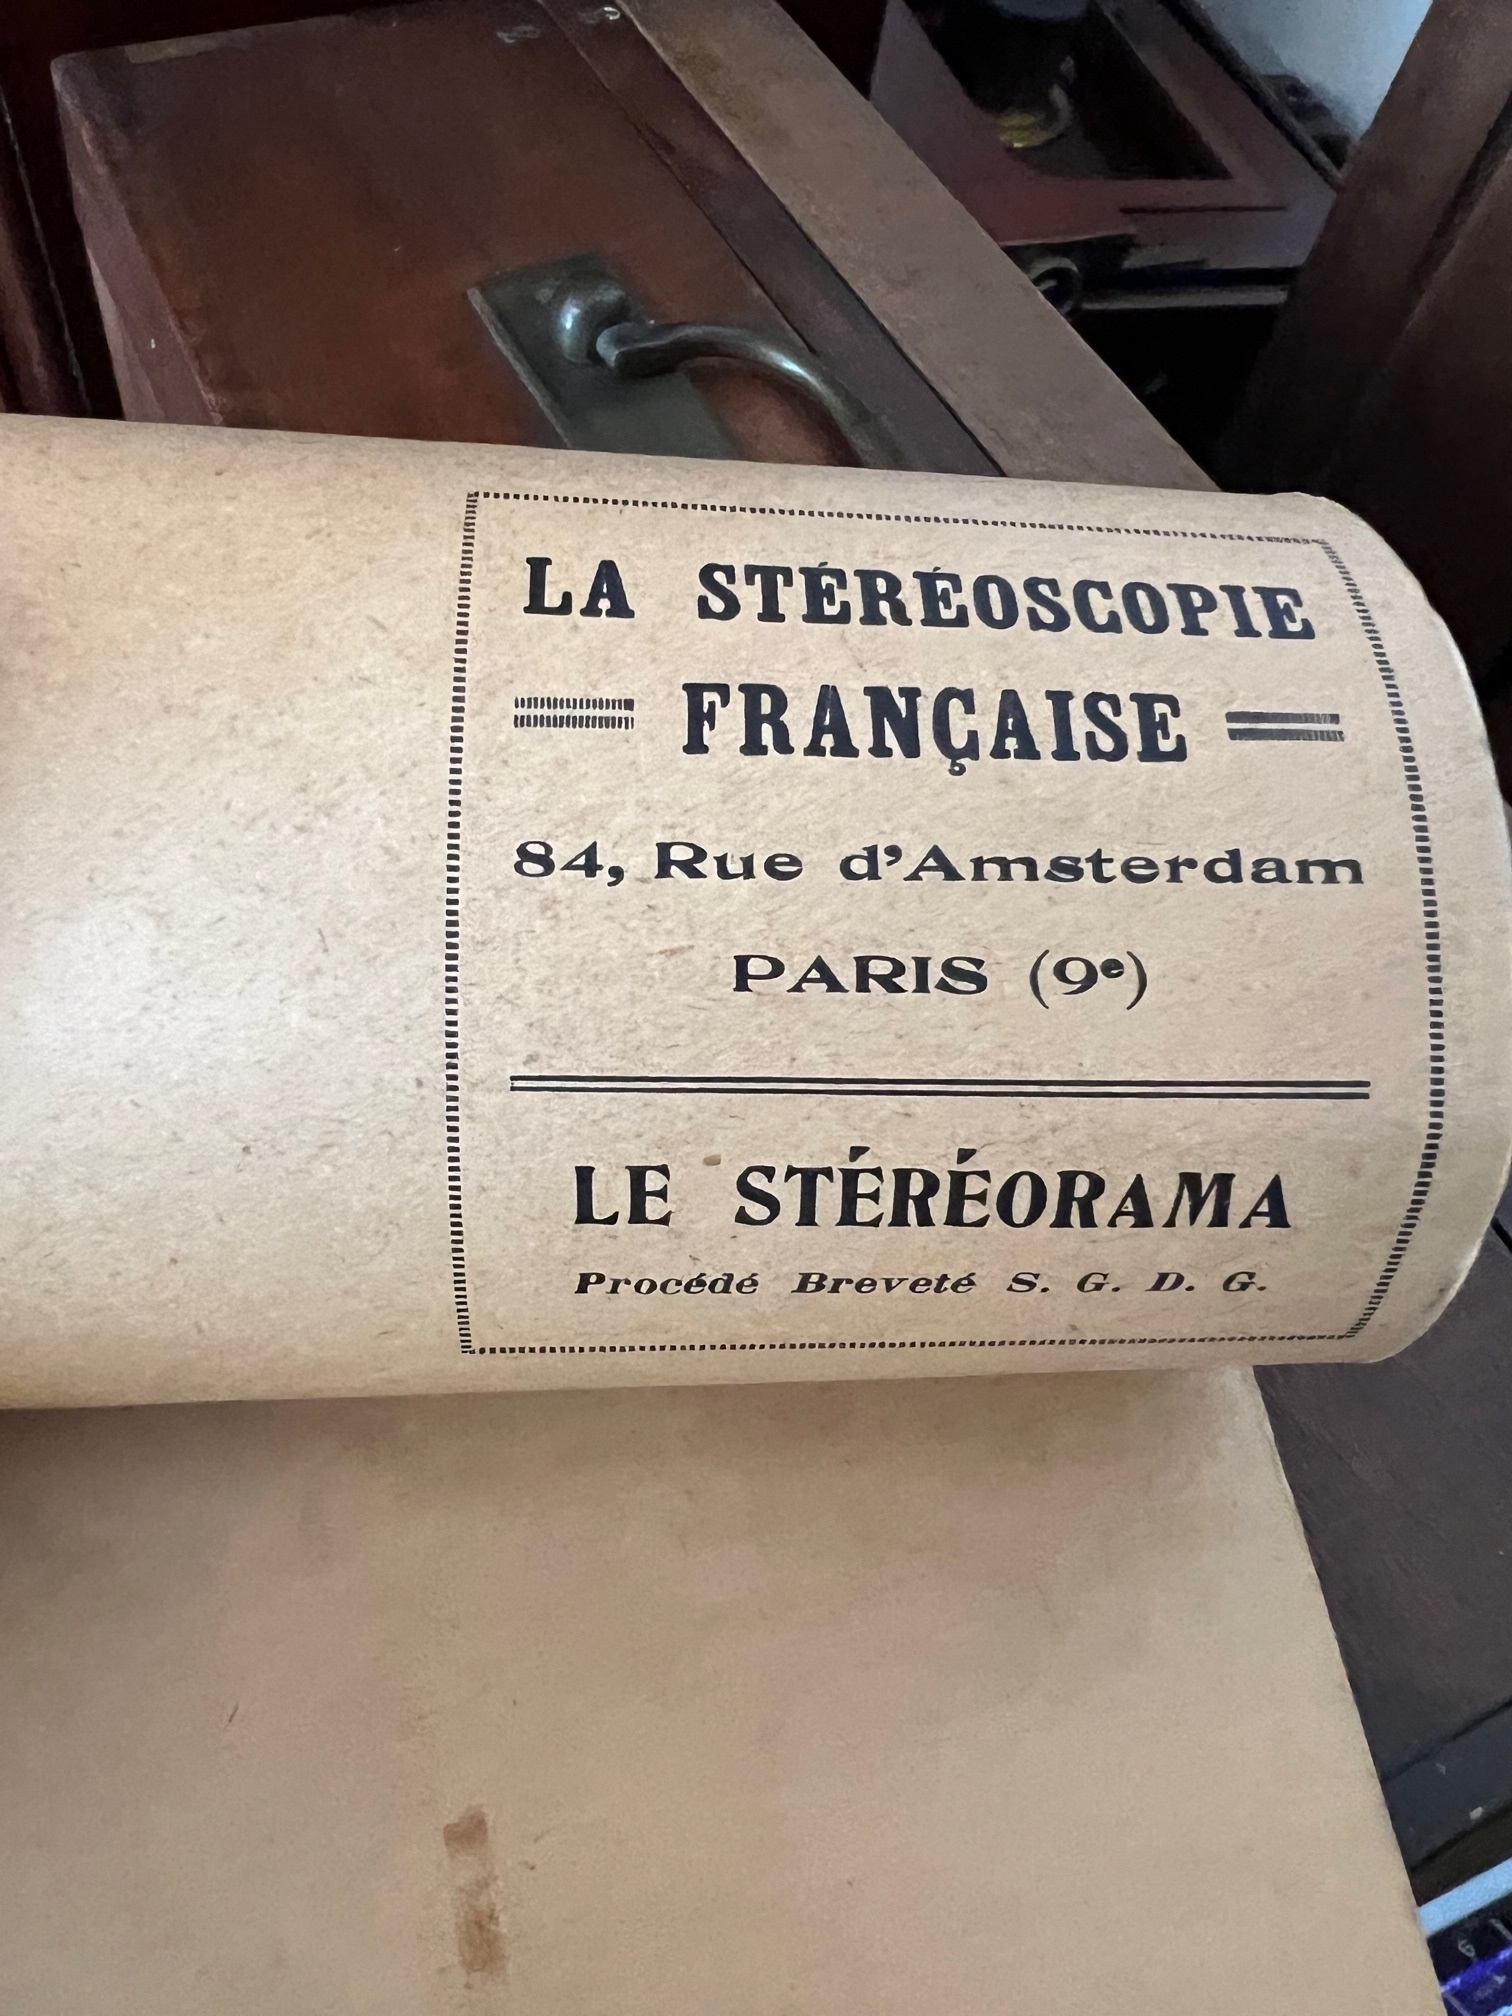 LA STÉRÉOSCOPIE
FRANÇAISE
84, Rue d'Amsterdam
PARIS (9e)
LE STÉRÉORAMA
Procédé Breveté S. G. D. G.